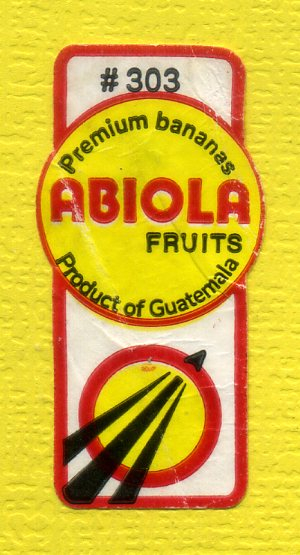 # 303
Premium bananas
ABIOLA
FRUITS
Product of Guatemala